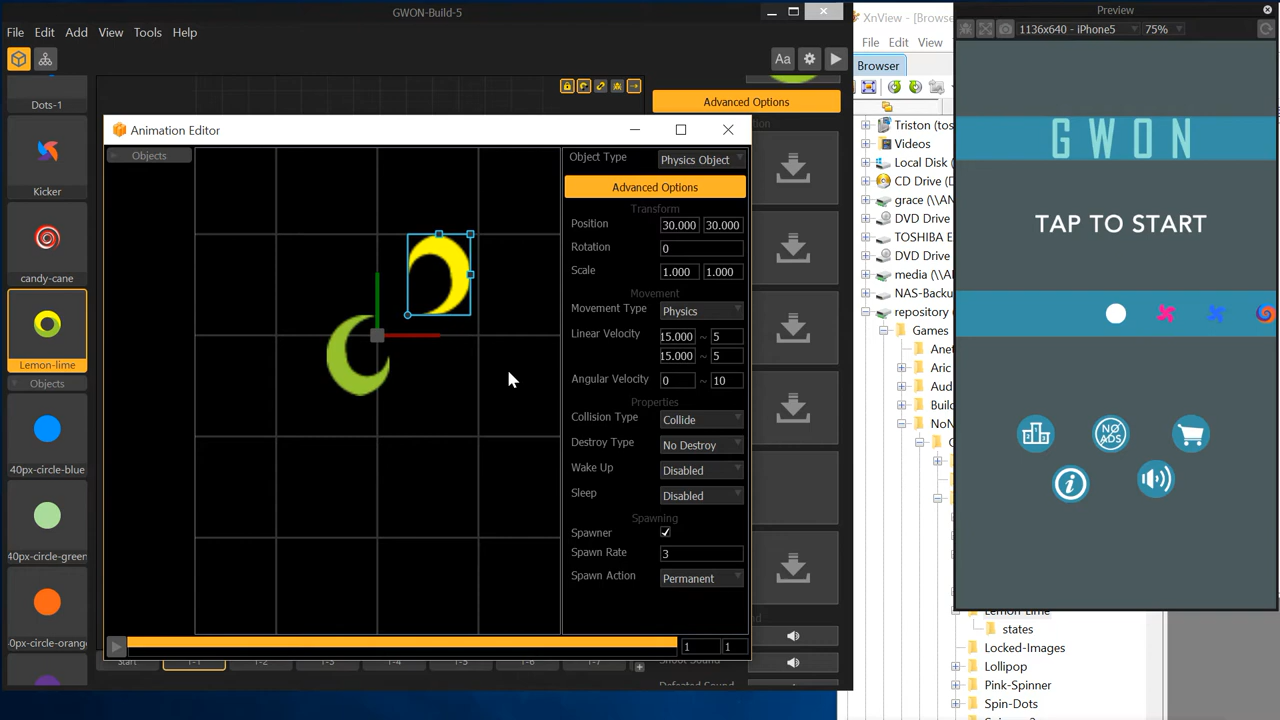 GWON-Build-5
File Edit Add View Tools Help
Aa
Dots-1
Kicker
candy-cane
Lemon-lime
Objects
40px-circle-blue
40px-circle-green
0px-circle-orang
Advanced Options
Animation Editor
Objects
Object Type Physics Object
Advanced Options
Transform
Position 30.000 30.000
Rotation 0
Scale 1.000 1.000
Movement
Movement Type Physics
Linear Velocity 15.000 ~ 5
15.000 ~ 5
Angular Velocity 0 ~ 10
Properties
Collision Type Collide
Destroy Type No Destroy
Wake Up Disabled
Sleep Disabled
Spawning
Spawner
Spawn Rate 3
Spawn Action Permanent
1 1
Start 1-1 1-2 1-3 1-4 1-5 1-6 1-7
XnView - [Brows
File Edit View
Browser
Triston (tos
Videos
Local Disk (
CD Drive (D
grace (\\AN
DVD Drive
TOSHIBA E
DVD Drive
media (\\A
NAS-Backu
repository (
Games
Anet
Aric
Aud
Build
NoN
Lemon-Lime
states
Locked-Images
Lollipop
Pink-Spinner
Spin-Dots
Preview
1136x640 - iPhone5 75%
GWON
TAP TO START
NO
ADS